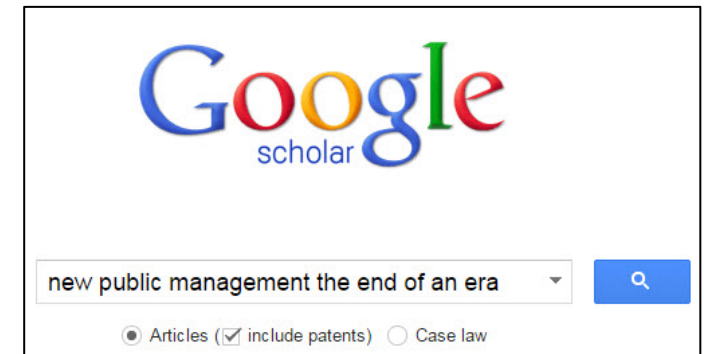 Google
scholar
new public management the end of an era
Articles (include patents) Case law